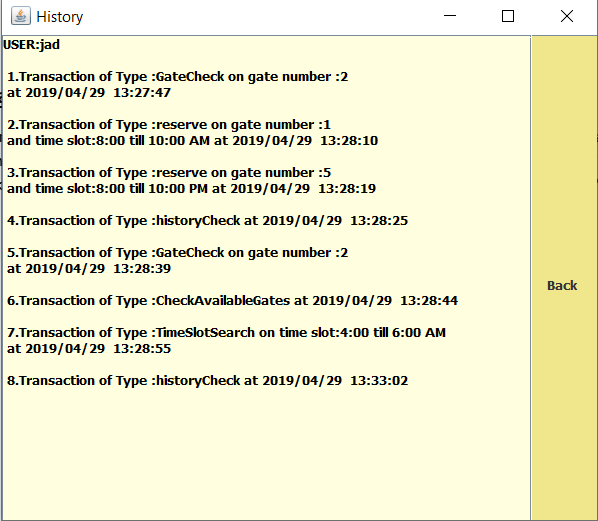 History
USER:jad
1.Transaction of Type :GateCheck on gate number :2
at 2019/04/29  13:27:47
2.Transaction of Type :reserve on gate number :1
and time slot:8:00 till 10:00 AM at 2019/04/29  13:28:10
3.Transaction of Type :reserve on gate number :5
and time slot:8:00 till 10:00 PM at 2019/04/29  13:28:19
4.Transaction of Type :historyCheck at 2019/04/29  13:28:25
5.Transaction of Type :GateCheck on gate number :2
at 2019/04/29  13:28:39
6.Transaction of Type :CheckAvailableGates at 2019/04/29  13:28:44
7.Transaction of Type :TimeSlotSearch on time slot:4:00 till 6:00 AM
at 2019/04/29  13:28:55
8.Transaction of Type :historyCheck at 2019/04/29  13:33:02
Back